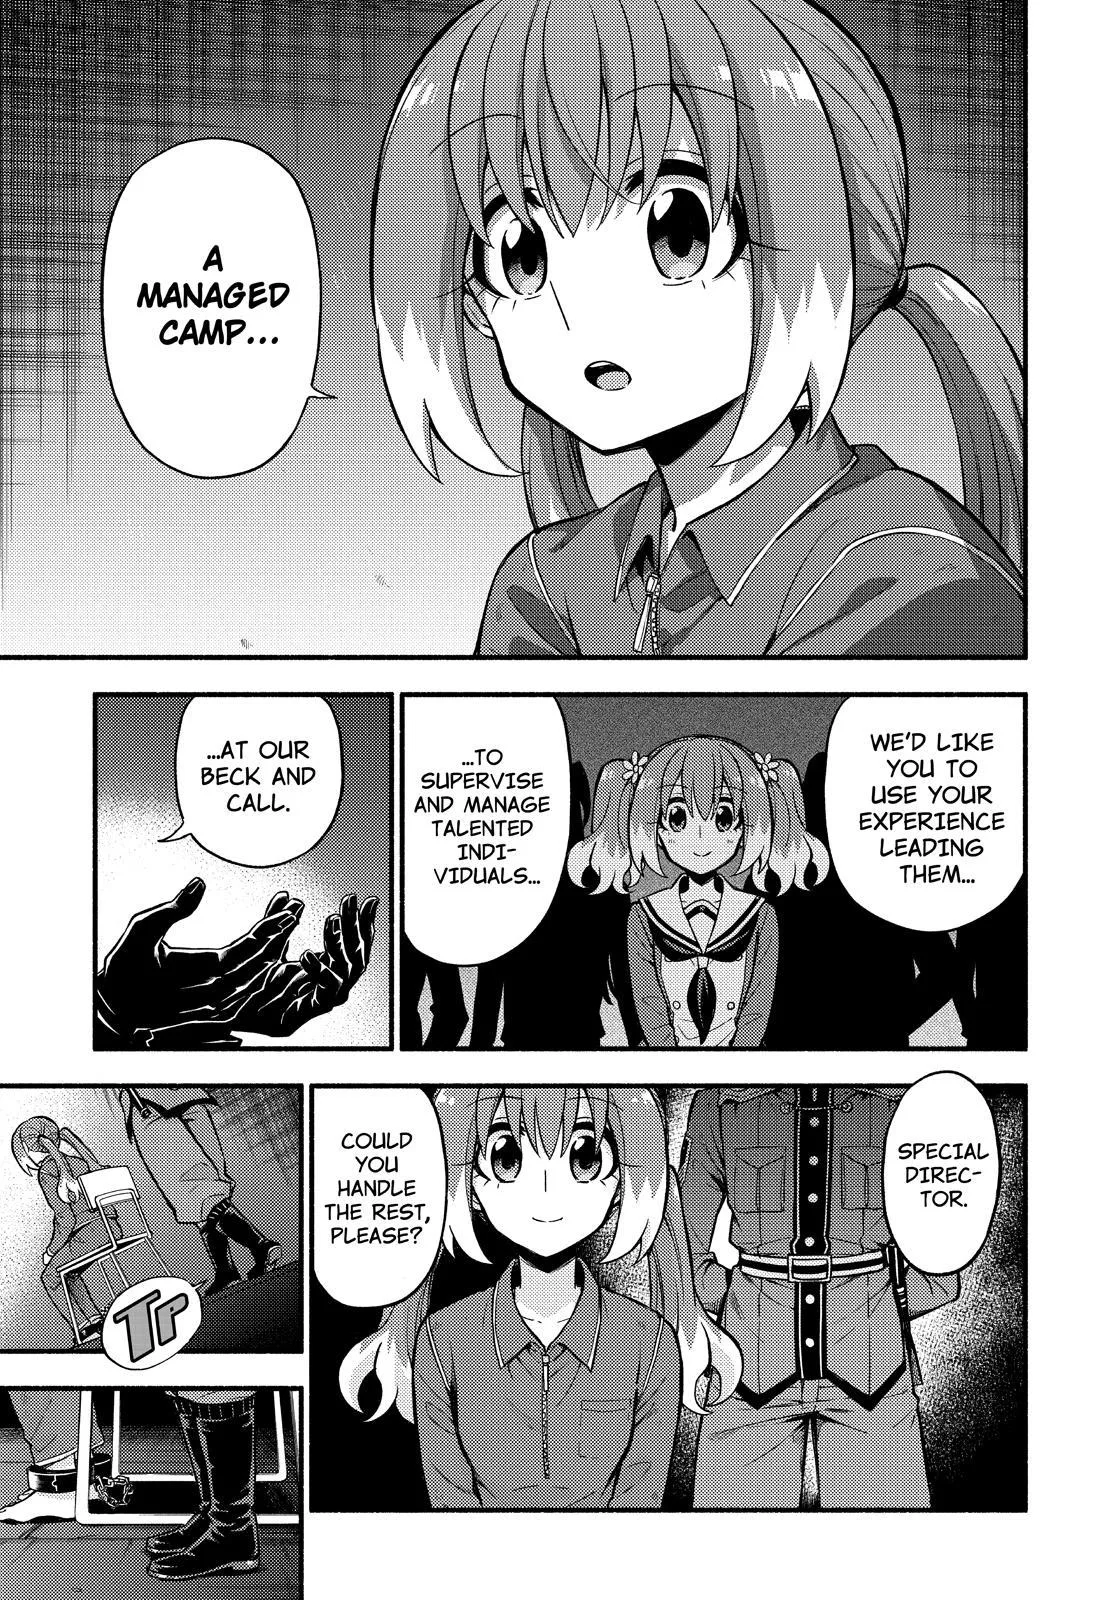 A
MANAGED
CAMP...
WE'D LIKE
YOU TO
USE YOUR
EXPERIENCE
LEADING
THEM...
...TO
SUPERVISE
AND MANAGE
TALENTED
INDI-
VIDUALS...
...AT OUR
BECK AND
CALL.
SPECIAL
DIREC-
TOR.
COULD
YOU
HANDLE
THE REST,
PLEASE?
TP